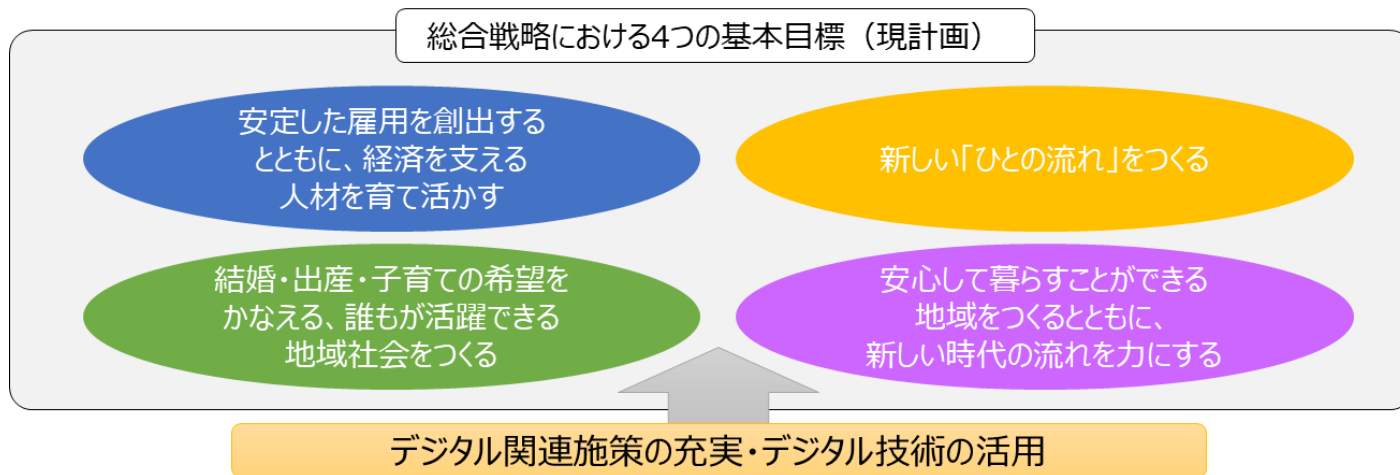 総合戦略における4つの基本目標（現計画）
安定した雇用を創出する
とともに、経済を支える
人材を育て活かす
新しい「ひとの流れ」をつくる
結婚・出産・子育ての希望を
かなえる、誰もが活躍できる
地域社会をつくる
安心して暮らすことができる
地域をつくるとともに、
新しい時代の流れを力にする
デジタル関連施策の充実・デジタル技術の活用